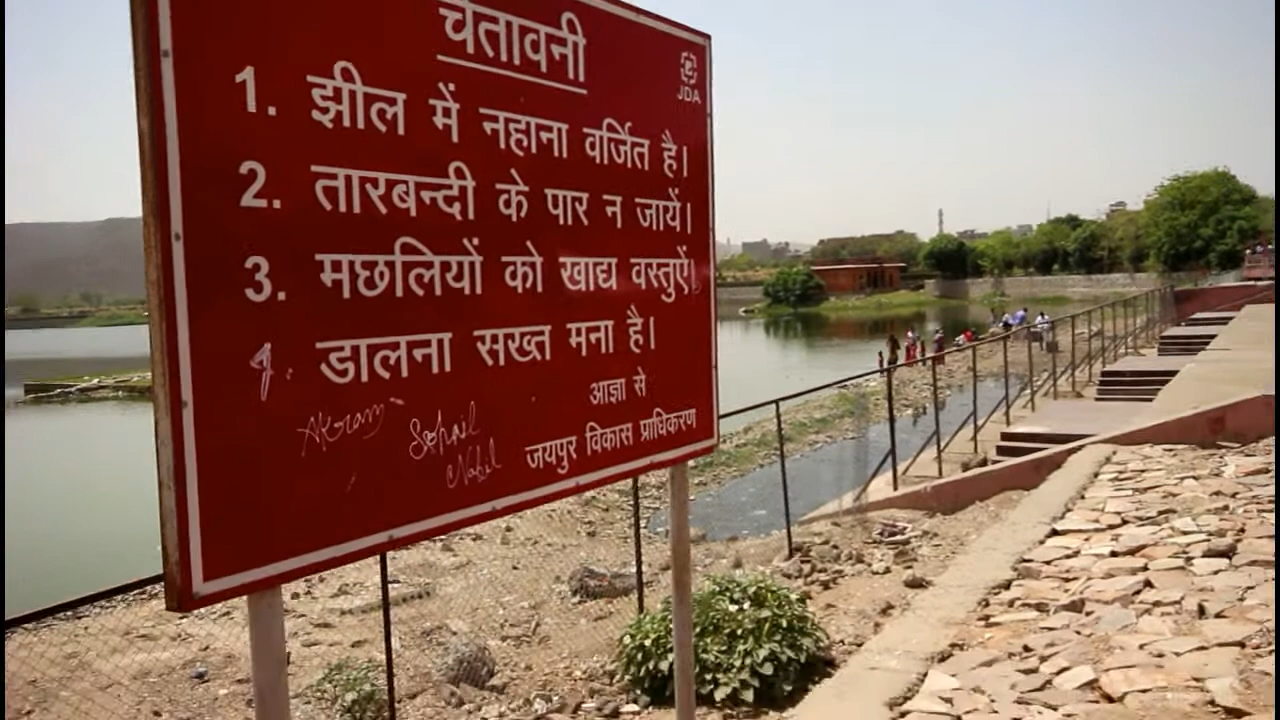 चेतावनी
JDA
1. झील में नहाना वर्जित है।
2. तारबन्दी के पार न जायें।
3. मछलियों को खाद्य वस्तुऐं
4. डालना सख्त मना है।
आज्ञा से
Akram Sohail
जयपुर विकास प्राधिकरण
Nabil